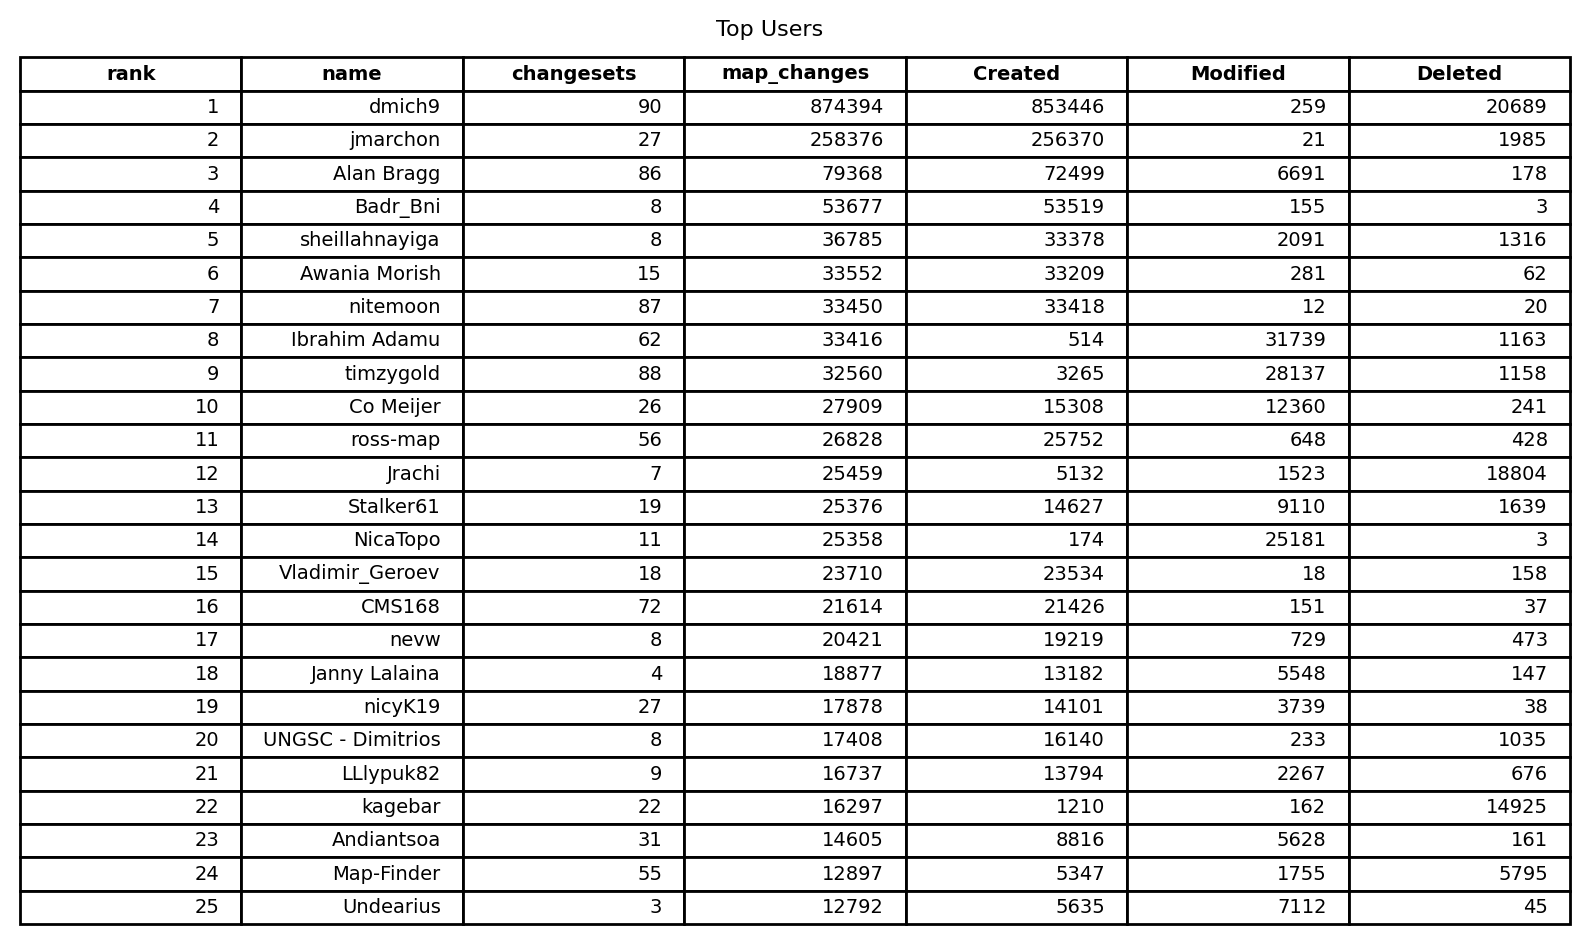 Top Users
rank name changesets map_changes Created Modified Deleted
1 dmich9 90 874394 853446 259 20689
2 jmarchon 27 258376 256370 21 1985
3 Alan Bragg 86 79368 72499 6691 178
4 Badr_Bni 8 53677 53519 155 3
5 sheillahnayiga 8 36785 33378 2091 1316
6 Awania Morish 15 33552 33209 281 62
7 nitemoon 87 33450 33418 12 20
8 Ibrahim Adamu 62 33416 514 31739 1163
9 timzygold 88 32560 3265 28137 1158
10 Co Meijer 26 27909 15308 12360 241
11 ross-map 56 26828 25752 648 428
12 Jrachi 7 25459 5132 1523 18804
13 Stalker61 19 25376 14627 9110 1639
14 NicaTopo 11 25358 174 25181 3
15 Vladimir_Geroev 18 23710 23534 18 158
16 CMS168 72 21614 21426 151 37
17 nevw 8 20421 19219 729 473
18 Janny Lalaina 4 18877 13182 5548 147
19 nicyK19 27 17878 14101 3739 38
20 UNGSC - Dimitrios 8 17408 16140 233 1035
21 LLlypuk82 9 16737 13794 2267 676
22 kagebar 22 16297 1210 162 14925
23 Andiantsoa 31 14605 8816 5628 161
24 Map-Finder 55 12897 5347 1755 5795
25 Undearius 3 12792 5635 7112 45